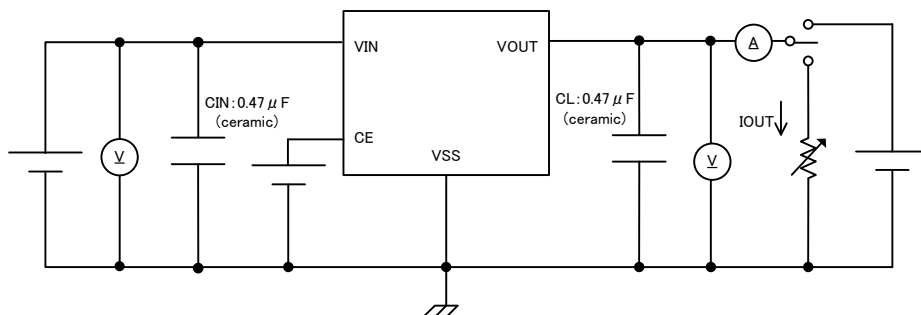 VIN
VOUT
A
CIN:0.47μF
(ceramic)
CL:0.47μF
(ceramic)
IOUT
CE
V
VSS
V